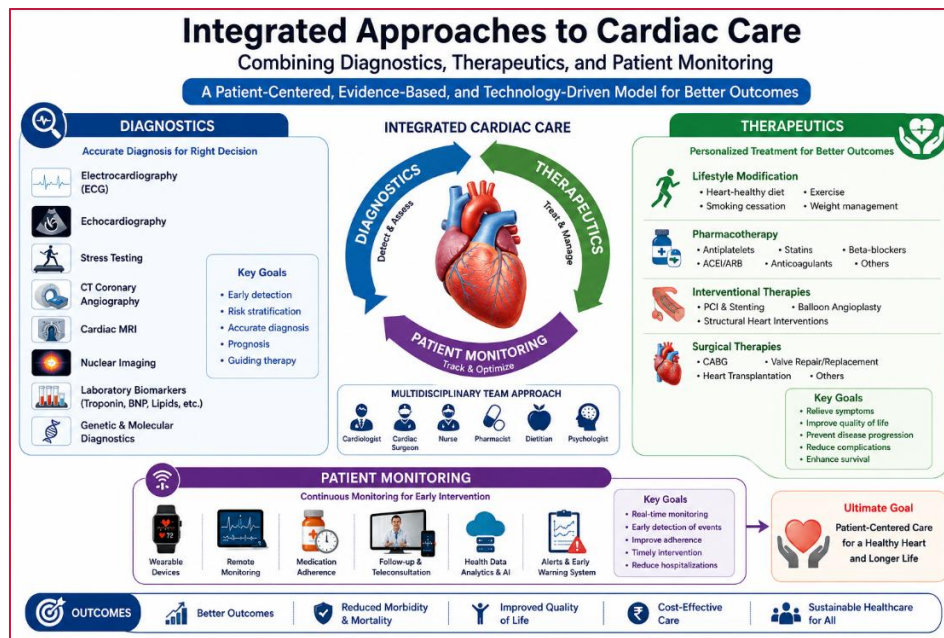 Integrated Approaches to Cardiac Care
Combining Diagnostics, Therapeutics, and Patient Monitoring
A Patient-Centered, Evidence-Based, and Technology-Driven Model for Better Outcomes
DIAGNOSTICS
Accurate Diagnosis for Right Decision
Electrocardiography
(ECG)
Echocardiography
Stress Testing
CT Coronary
Angiography
Cardiac MRI
Nuclear Imaging
Laboratory Biomarkers
(Troponin, BNP, Lipids, etc.)
Genetic & Molecular
Diagnostics
Key Goals
• Early detection
• Risk stratification
• Accurate diagnosis
• Prognosis
• Guiding therapy
INTEGRATED CARDIAC CARE
DIAGNOSTICS
Detect & Assess
THERAPEUTICS
Treat & Manage
PATIENT MONITORING
Track & Optimize
MULTIDISCIPLINARY TEAM APPROACH
Cardiologist
Cardiac
Surgeon
Nurse
Pharmacist
Dietitian
Psychologist
THERAPEUTICS
Personalized Treatment for Better Outcomes
Lifestyle Modification
• Heart-healthy diet • Exercise
• Smoking cessation • Weight management
Pharmacotherapy
• Antiplatelets • Statins • Beta-blockers
• ACEI/ARB • Anticoagulants • Others
Interventional Therapies
• PCI & Stenting • Balloon Angioplasty
• Structural Heart Interventions
Surgical Therapies
• CABG • Valve Repair/Replacement
• Heart Transplantation • Others
Key Goals
• Relieve symptoms
• Improve quality of life
• Prevent disease progression
• Reduce complications
• Enhance survival
PATIENT MONITORING
Continuous Monitoring for Early Intervention
72
Wearable
Devices
Remote
Monitoring
Medication
Adherence
Follow-up &
Teleconsultation
Health Data
Analytics & AI
Alerts & Early
Warning System
Key Goals
• Real-time monitoring
• Early detection of events
• Improve adherence
• Timely intervention
• Reduce hospitalizations
Ultimate Goal
Patient-Centered Care
for a Healthy Heart
and Longer Life
OUTCOMES
Better Outcomes
Reduced Morbidity
& Mortality
Improved Quality
of Life
₹
Cost-Effective
Care
Sustainable Healthcare
for All